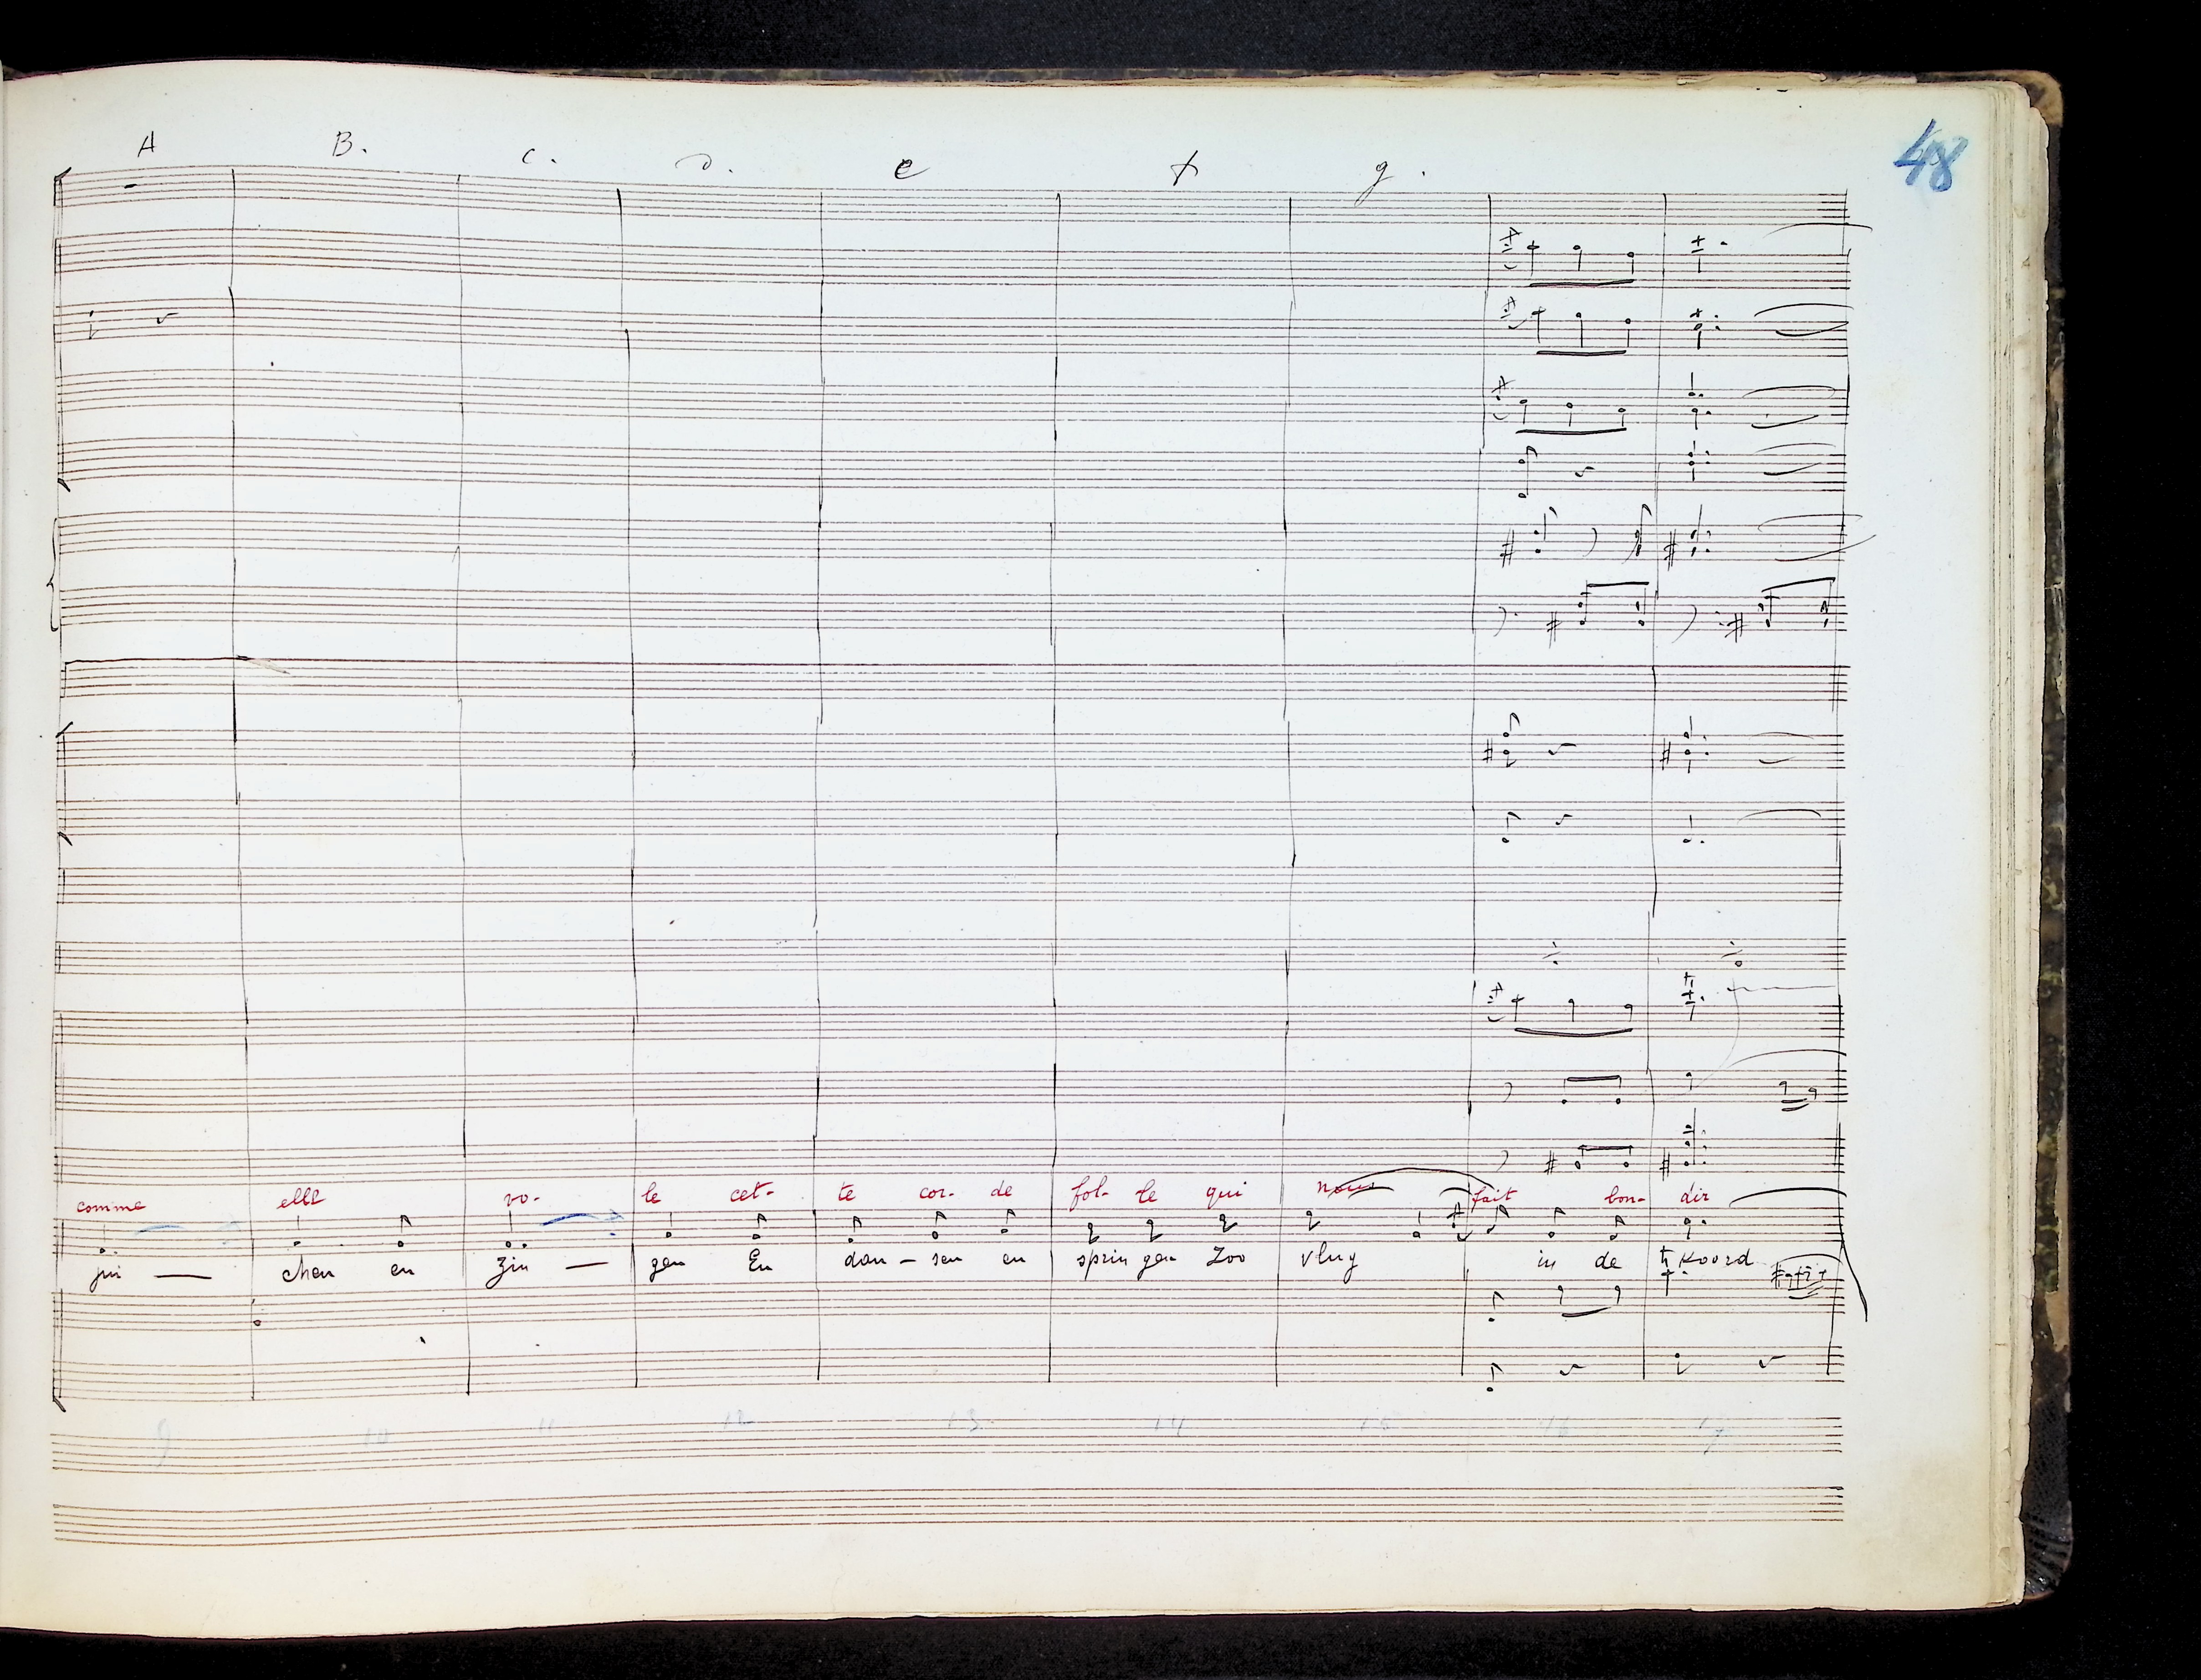 48
A B. c. d. e f g.
comme elle vo- le cet- te cor- de fol- le qui nous fait bon- dir
jui — chen en zin — gen En dan - sen en sprin gen Zoo vlug in de Koord
9 10 11 12 13 14 15 16 17